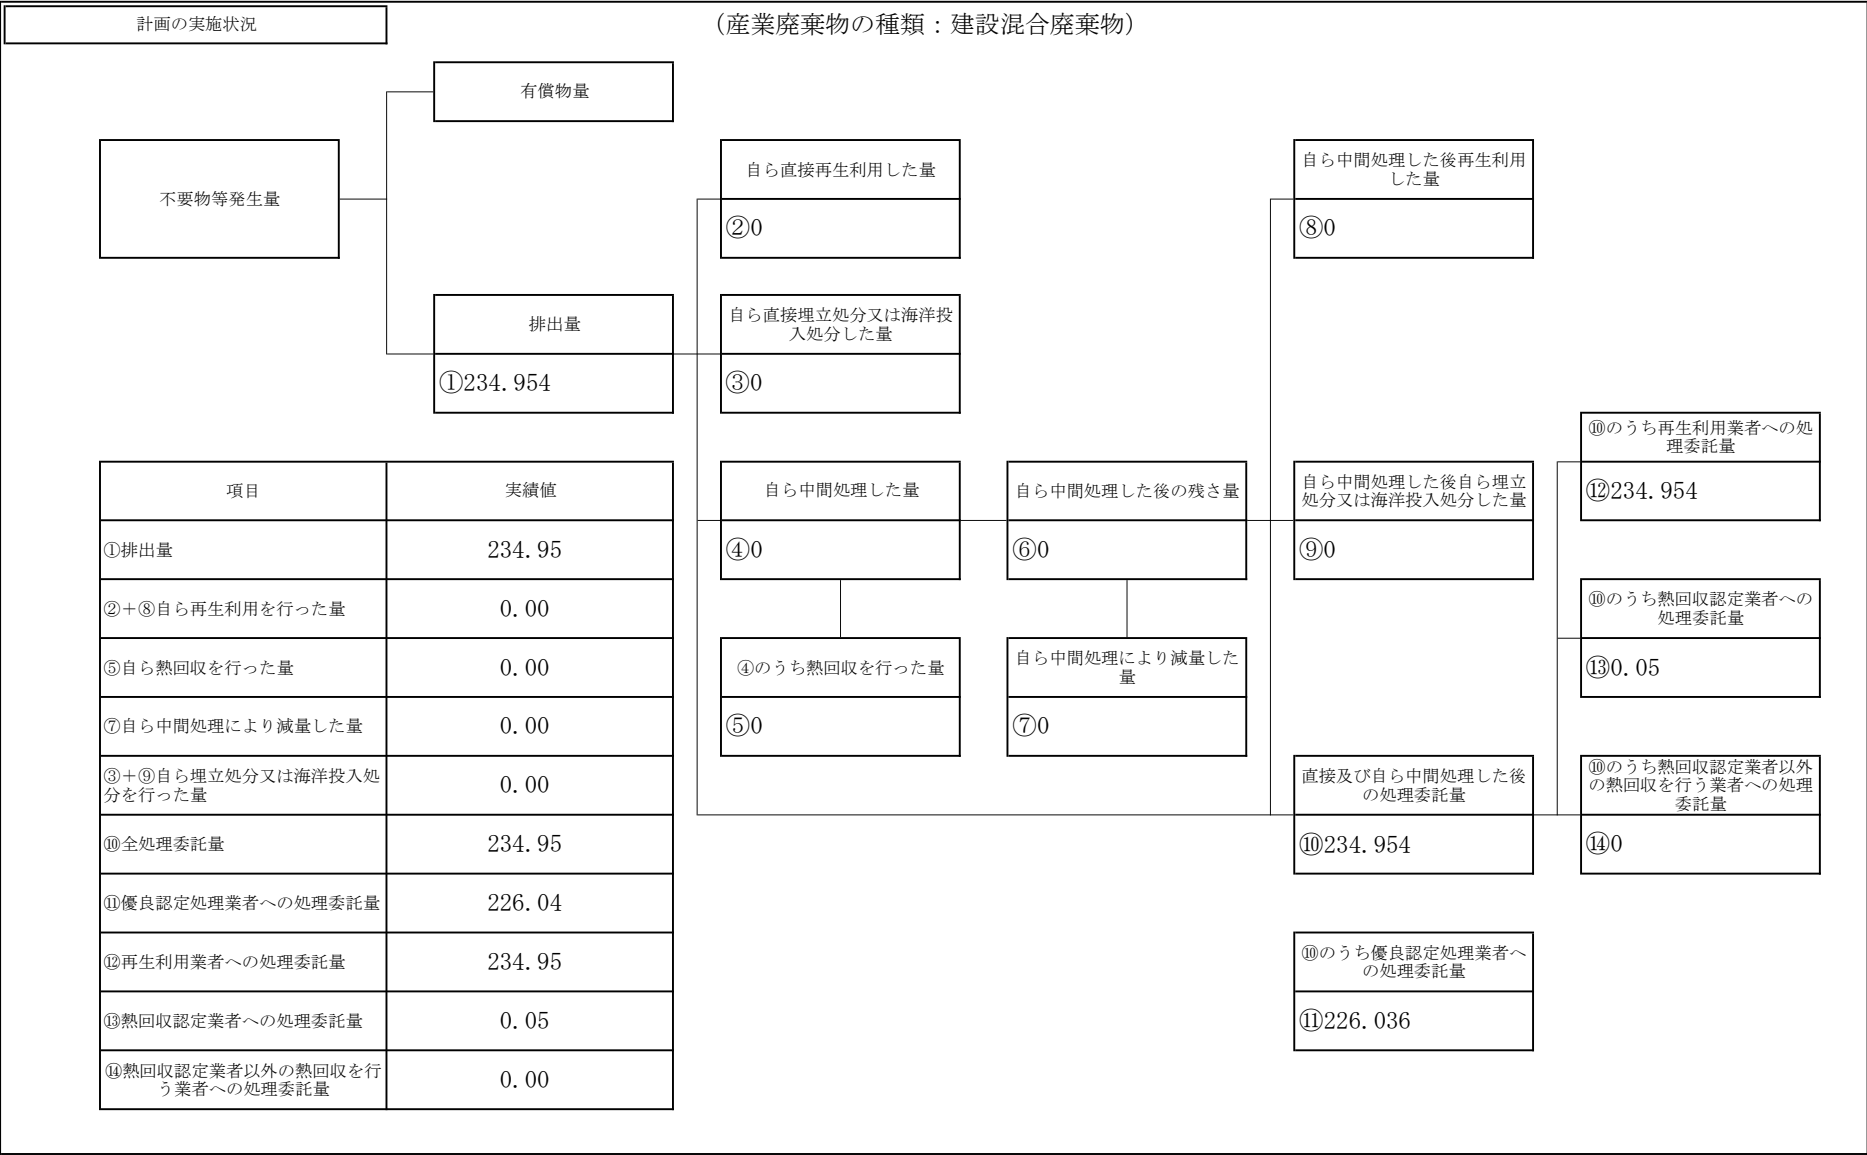 計画の実施状況
（産業廃棄物の種類：建設混合廃棄物）
有償物量
不要物等発生量
自ら直接再生利用した量
②0
自ら中間処理した後再生利用
した量
⑧0
排出量
①234.954
自ら直接埋立処分又は海洋投
入処分した量
③0
⑩のうち再生利用業者への処
理委託量
⑫234.954
自ら中間処理した量
④0
自ら中間処理した後の残さ量
⑥0
自ら中間処理した後自ら埋立
処分又は海洋投入処分した量
⑨0
⑩のうち熱回収認定業者への
処理委託量
⑬0.05
④のうち熱回収を行った量
⑤0
自ら中間処理により減量した
量
⑦0
直接及び自ら中間処理した後
の処理委託量
⑩234.954
⑩のうち熱回収認定業者以外
の熱回収を行う業者への処理
委託量
⑭0
⑩のうち優良認定処理業者へ
の処理委託量
⑪226.036
項目 実績値
①排出量 234.95
②＋⑧自ら再生利用を行った量 0.00
⑤自ら熱回収を行った量 0.00
⑦自ら中間処理により減量した量 0.00
③＋⑨自ら埋立処分又は海洋投入処
分を行った量 0.00
⑩全処理委託量 234.95
⑪優良認定処理業者への処理委託量 226.04
⑫再生利用業者への処理委託量 234.95
⑬熱回収認定業者への処理委託量 0.05
⑭熱回収認定業者以外の熱回収を行
う業者への処理委託量 0.00